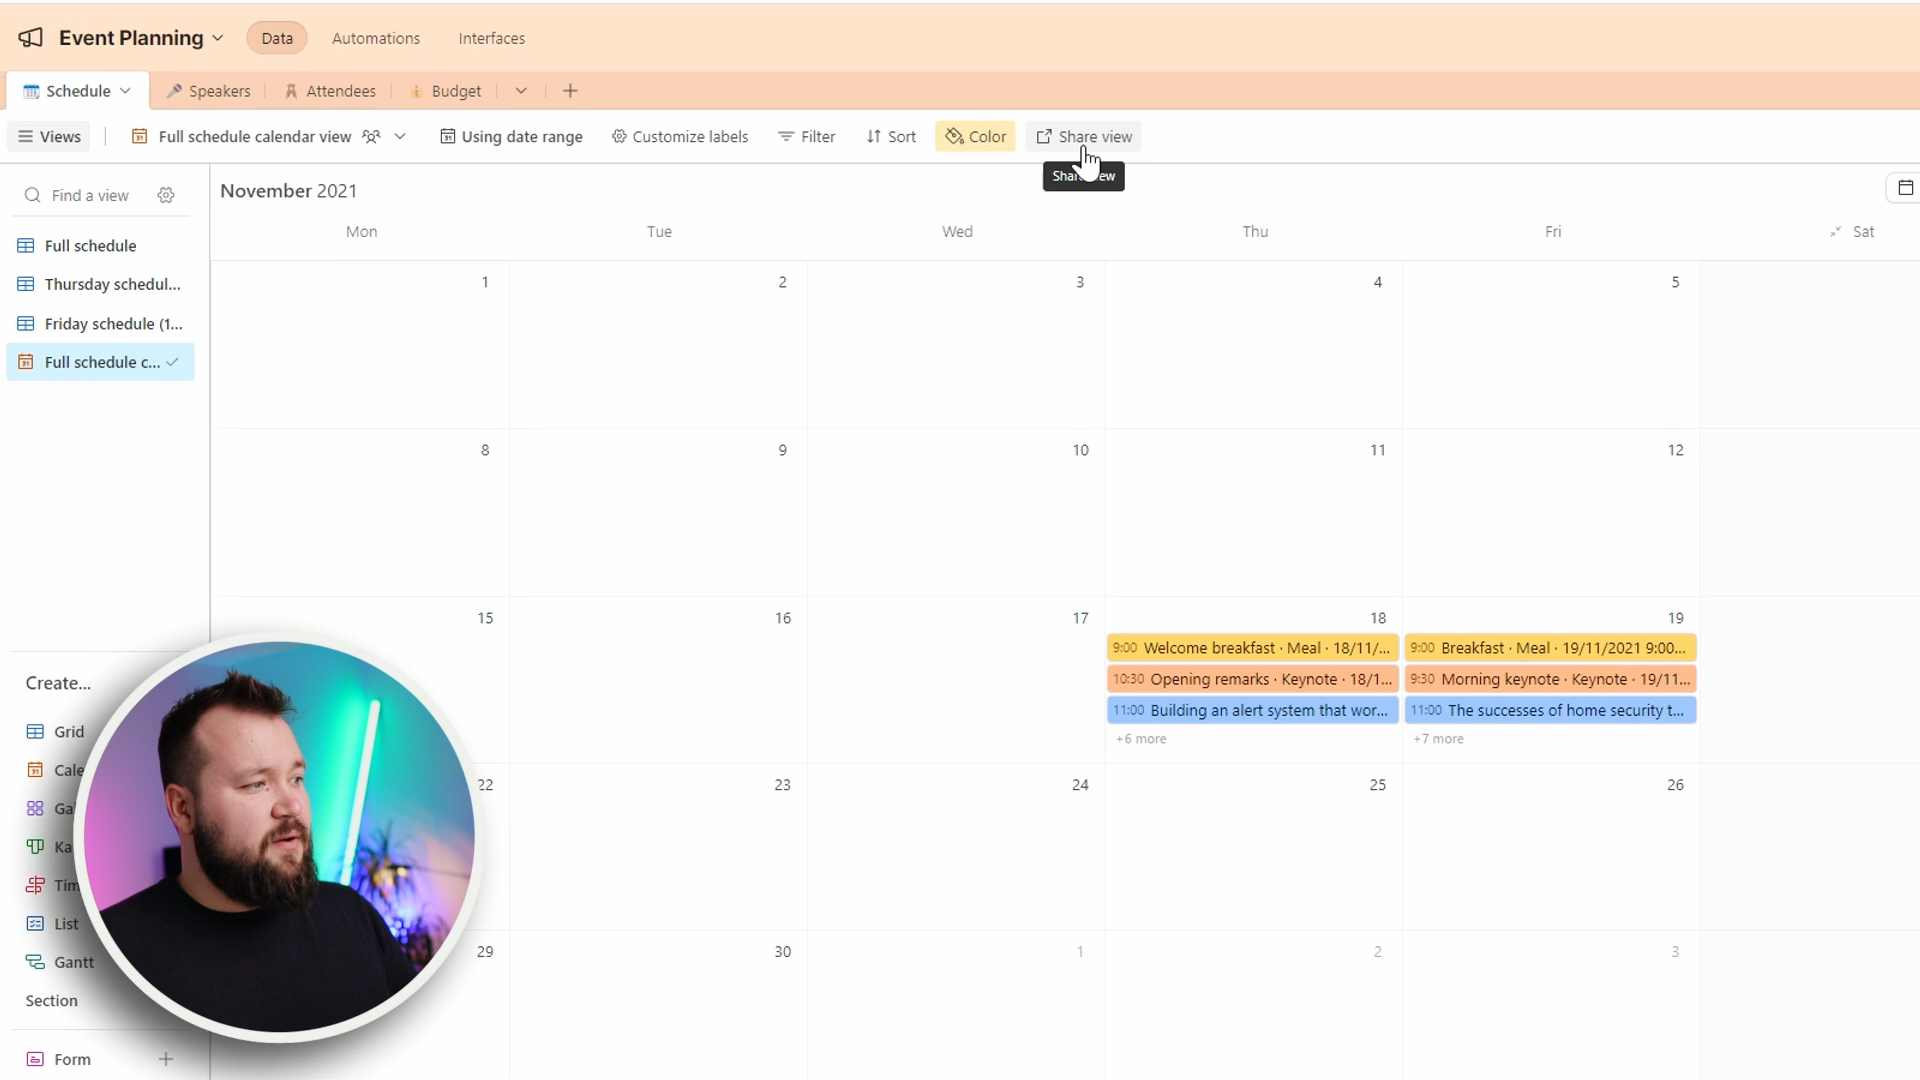 Event Planning
Data
Automations
Interfaces
Schedule
Speakers
Attendees
Budget
Views
Full schedule calendar view
Using date range
Customize labels
Filter
Sort
Color
Share view
Find a view
November 2021
Mon
Tue
Wed
Thu
Fri
Sat
Full schedule
Thursday schedul...
Friday schedule (1...
Full schedule c...
1
2
3
4
5
8
9
10
11
12
15
16
17
18
19
9:00 Welcome breakfast · Meal · 18/11/...
9:00 Breakfast · Meal · 19/11/2021 9:00...
10:30 Opening remarks · Keynote · 18/1...
9:30 Morning keynote · Keynote · 19/11...
11:00 Building an alert system that wor...
11:00 The successes of home security t...
+6 more
+7 more
22
23
24
25
26
29
30
1
2
3
Create...
Grid
List
Gantt
Section
Form